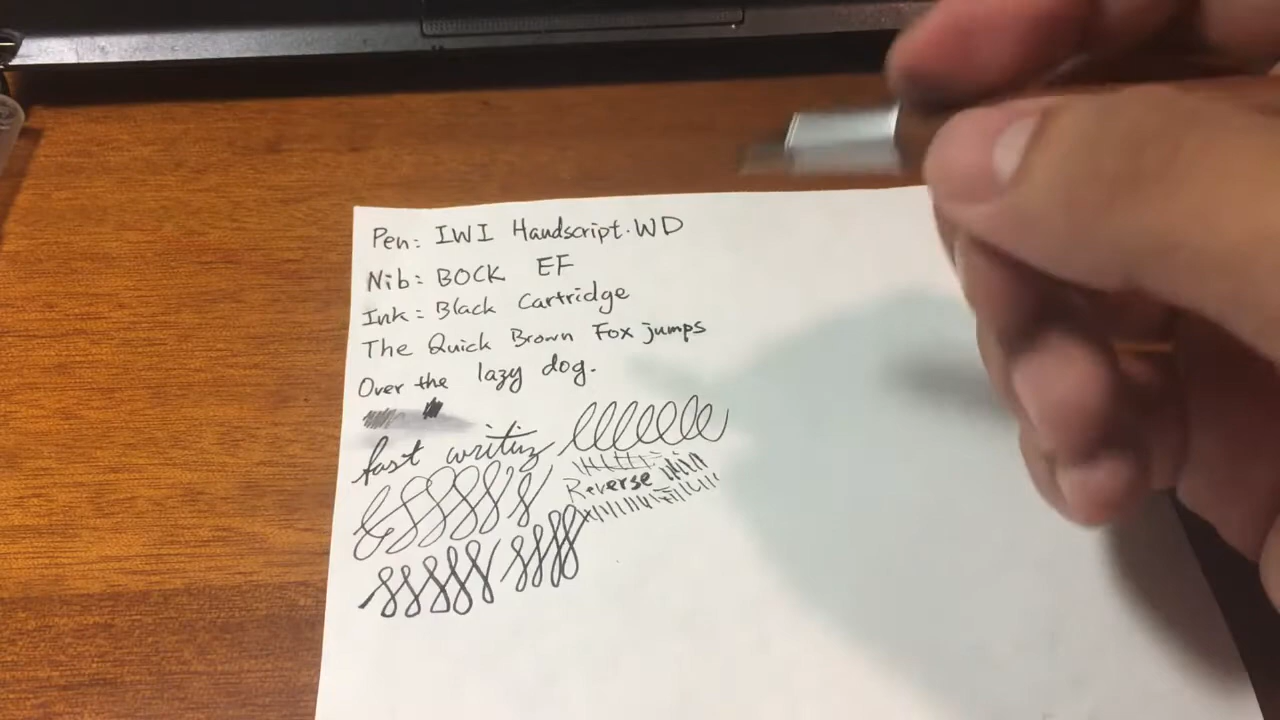 Pen: IWI Handscript.WD
Nib: BOCK EF
Ink: Black Cartridge
The Quick Brown Fox jumps
Over the lazy dog.
fast writing
Reverse